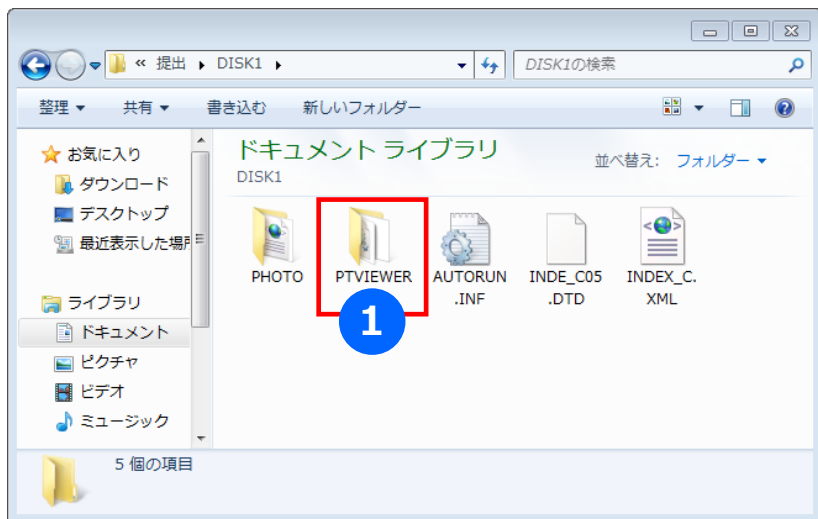 « 提出 ▸ DISK1 ▸
DISK1の検索
整理 ▼ 共有 ▼ 書き込む 新しいフォルダー
お気に入り
ダウンロード
デスクトップ
最近表示した場所
ライブラリ
ドキュメント
ピクチャ
ビデオ
ミュージック
ドキュメント ライブラリ
DISK1
並べ替え: フォルダー ▼
PHOTO
PTVIEWER
AUTORUN
.INF
INDE_C05
.DTD
INDEX_C.
XML
1
5 個の項目